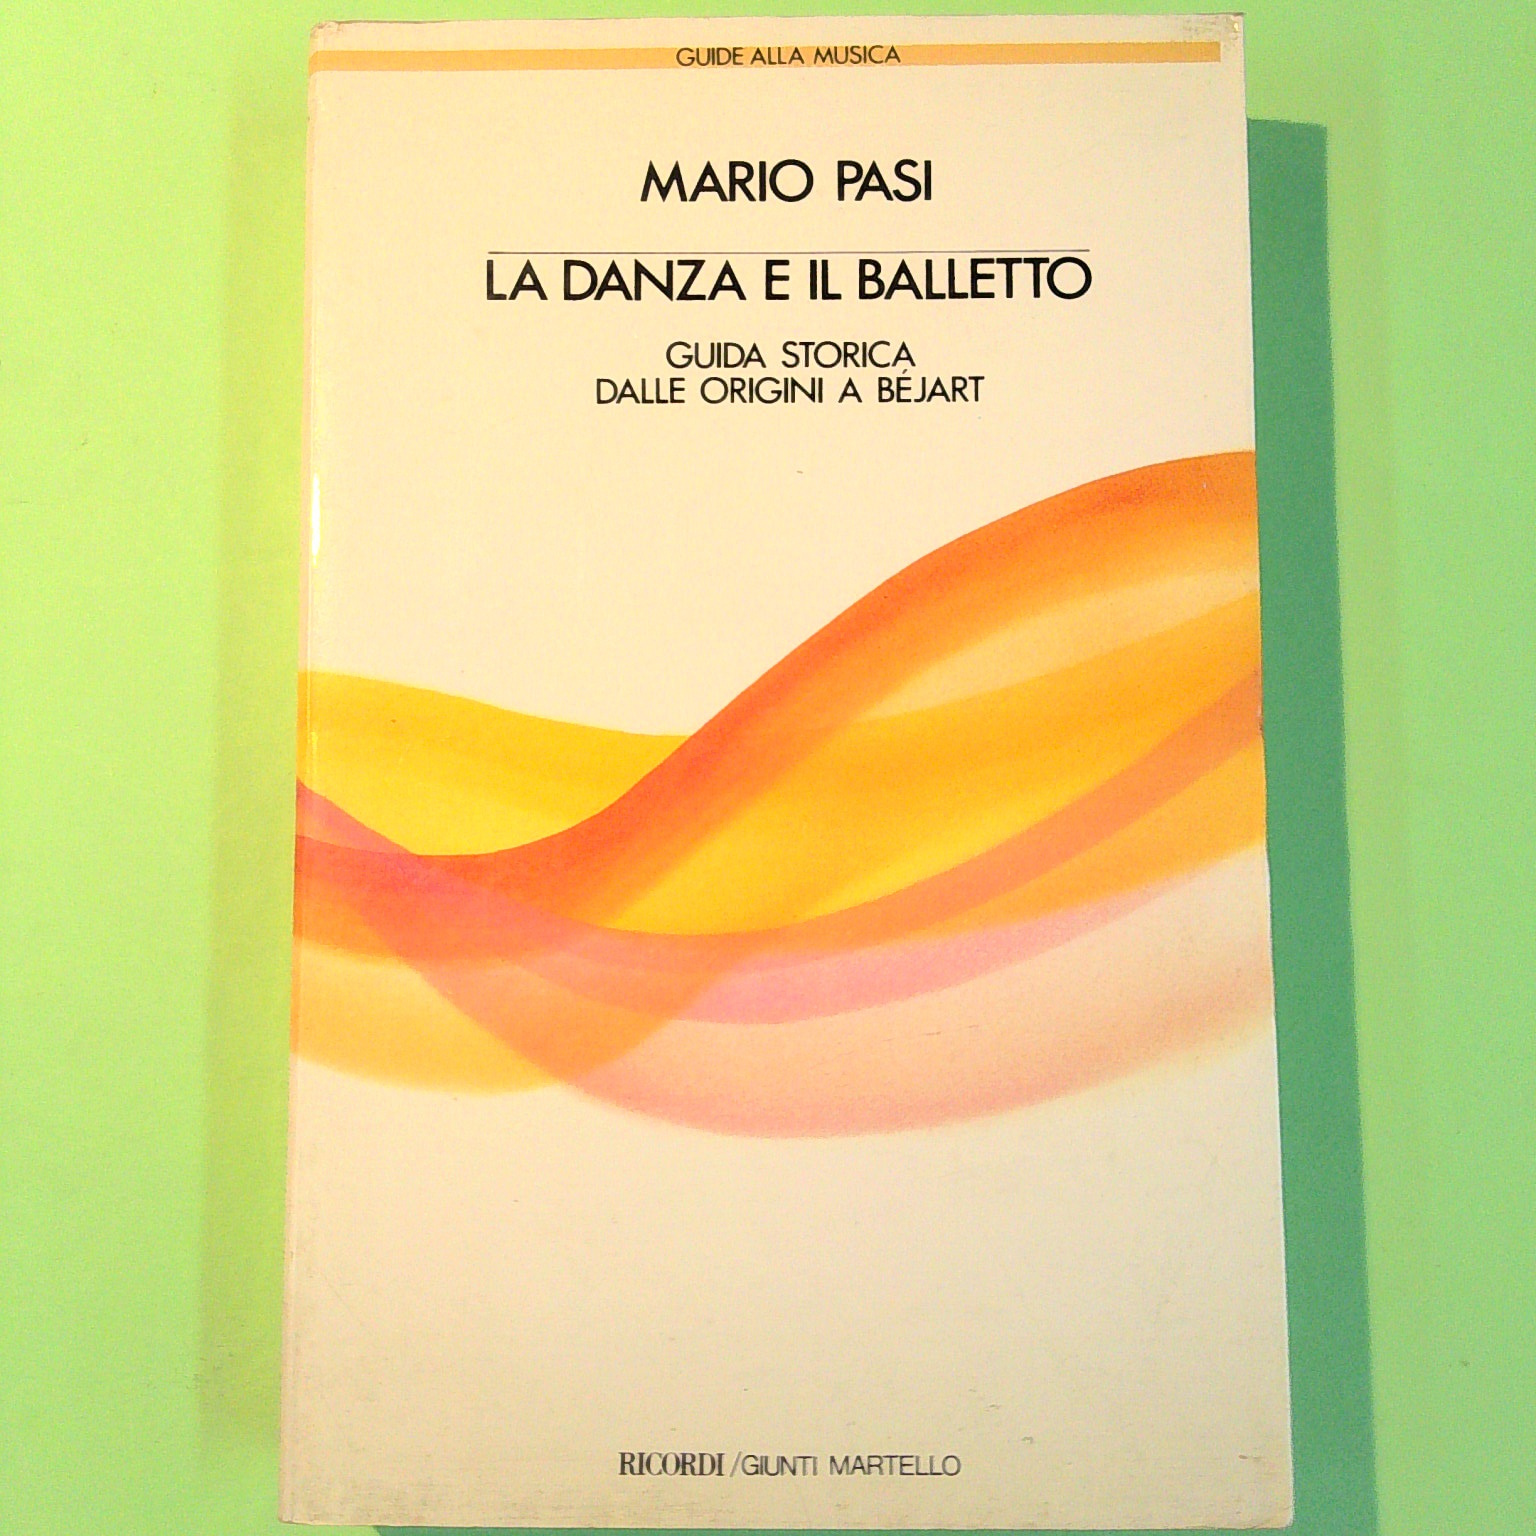 GUIDE ALLA MUSICA
MARIO PASI
LA DANZA E IL BALLETTO
GUIDA STORICA
DALLE ORIGINI A BÉJART
RICORDI/GIUNTI MARTELLO